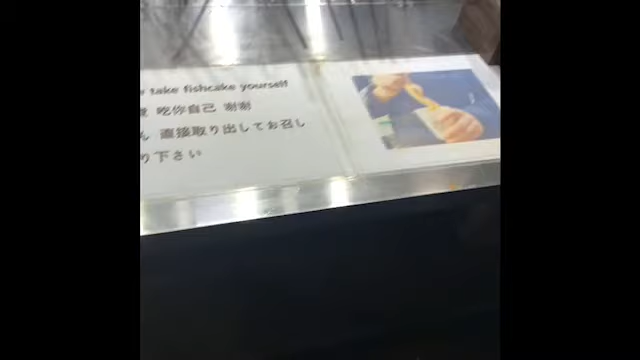 take fishcake yourself
吃你自己 谢谢
ん 直接取り出してお召し
り下さい